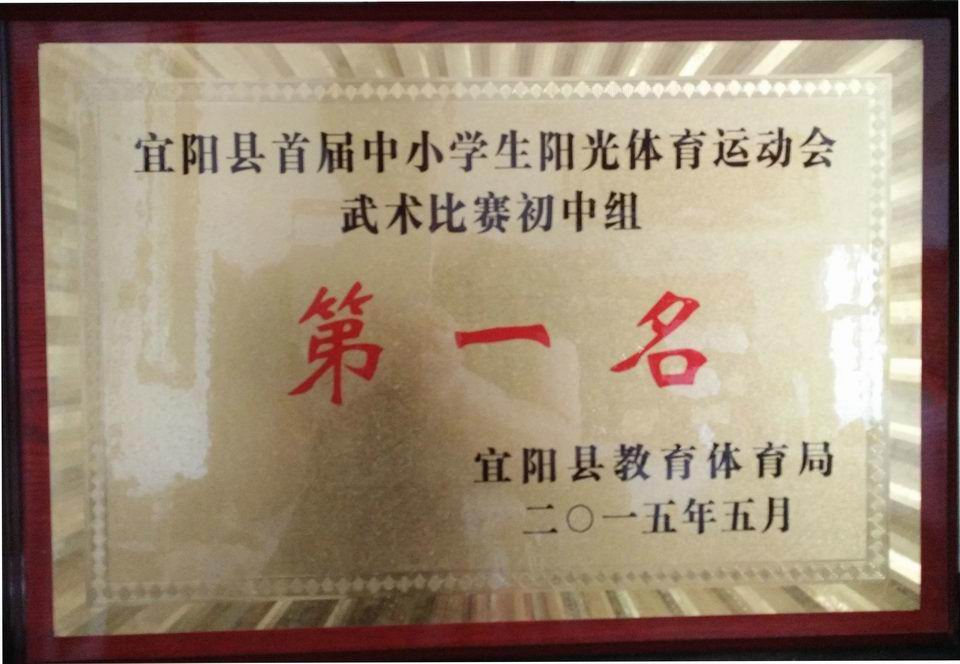 宜阳县首届中小学生阳光体育运动会
武术比赛初中组
第一名
宜阳县教育体育局
二〇一五年五月